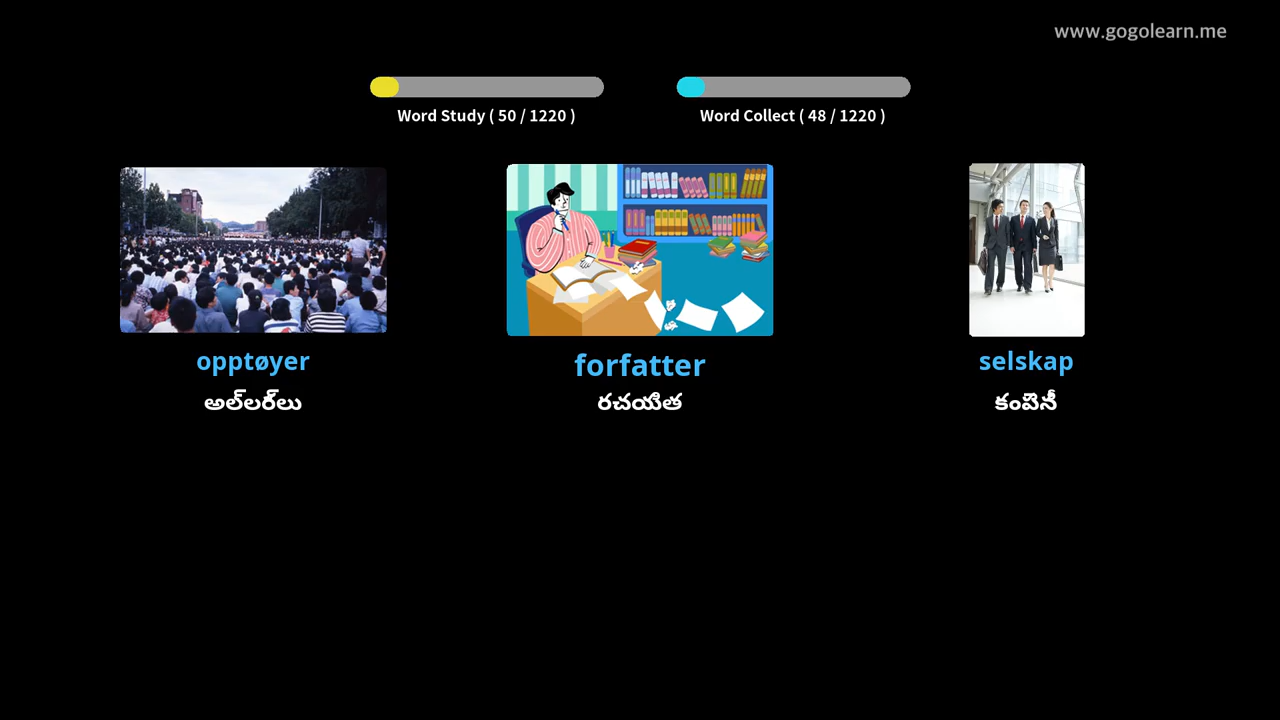 www.gogolearn.me
Word Study ( 50 / 1220 )
Word Collect ( 48 / 1220 )
opptøyer
forfatter
selskap
అల్‌లర్‌లు
రచయిత
కంపెనీ